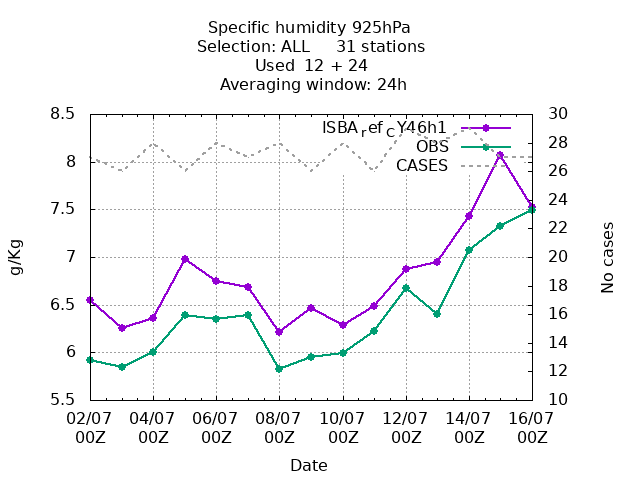 Specific humidity 925hPa
Selection: ALL 31 stations
Used 12 + 24
Averaging window: 24h
ISBA_ref_CY46h1
OBS
CASES
8.5
8
7.5
7
6.5
6
5.5
g/Kg
30
28
26
24
22
20
18
16
14
12
10
No cases
02/07 04/07 06/07 08/07 10/07 12/07 14/07 16/07
00Z 00Z 00Z 00Z 00Z 00Z 00Z 00Z
Date